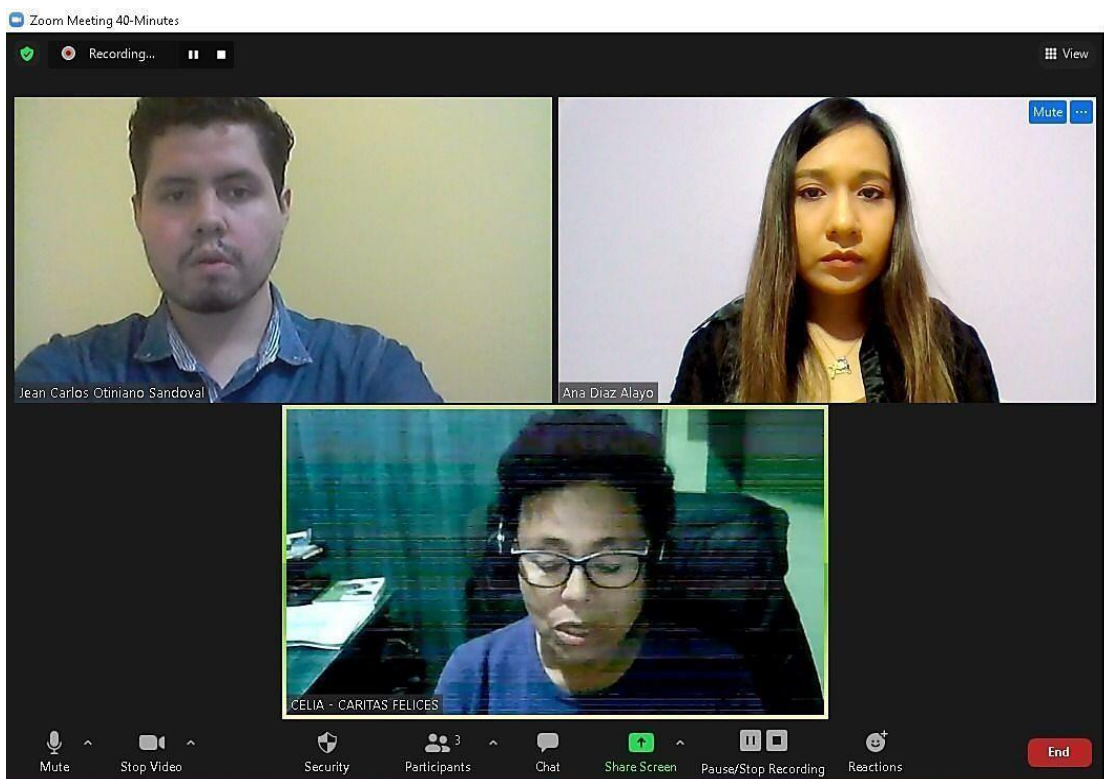 Zoom Meeting 40-Minutes
Recording...
View
Mute
Jean Carlos Otiniano Sandoval
Ana Diaz Alayo
CELIA - CARITAS FELICES
Mute
Stop Video
Security
3
Participants
Chat
Share Screen
Pause/Stop Recording
Reactions
End